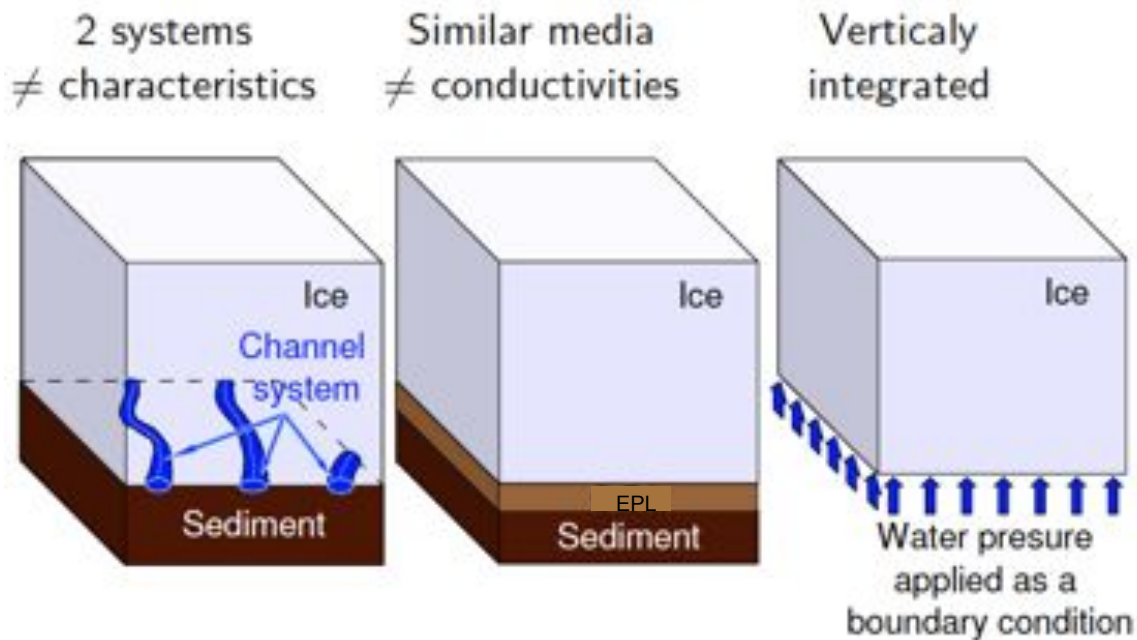 2 systems
≠ characteristics
Similar media
≠ conductivities
Verticaly
integrated
Ice
Channel
system
Sediment
Ice
EPL
Sediment
Ice
Water presure
applied as a
boundary condition